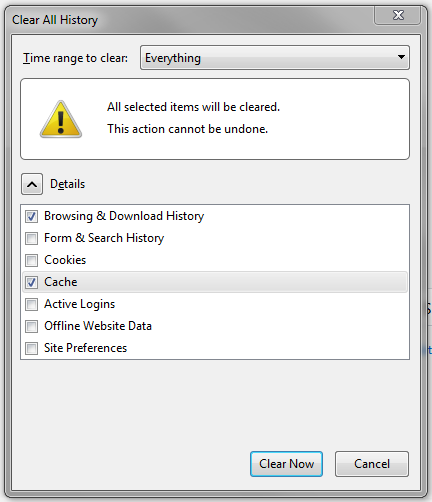 Clear All History
Time range to clear: Everything
All selected items will be cleared.
This action cannot be undone.
Details
Browsing & Download History
Form & Search History
Cookies
Cache
Active Logins
Offline Website Data
Site Preferences
Clear Now Cancel